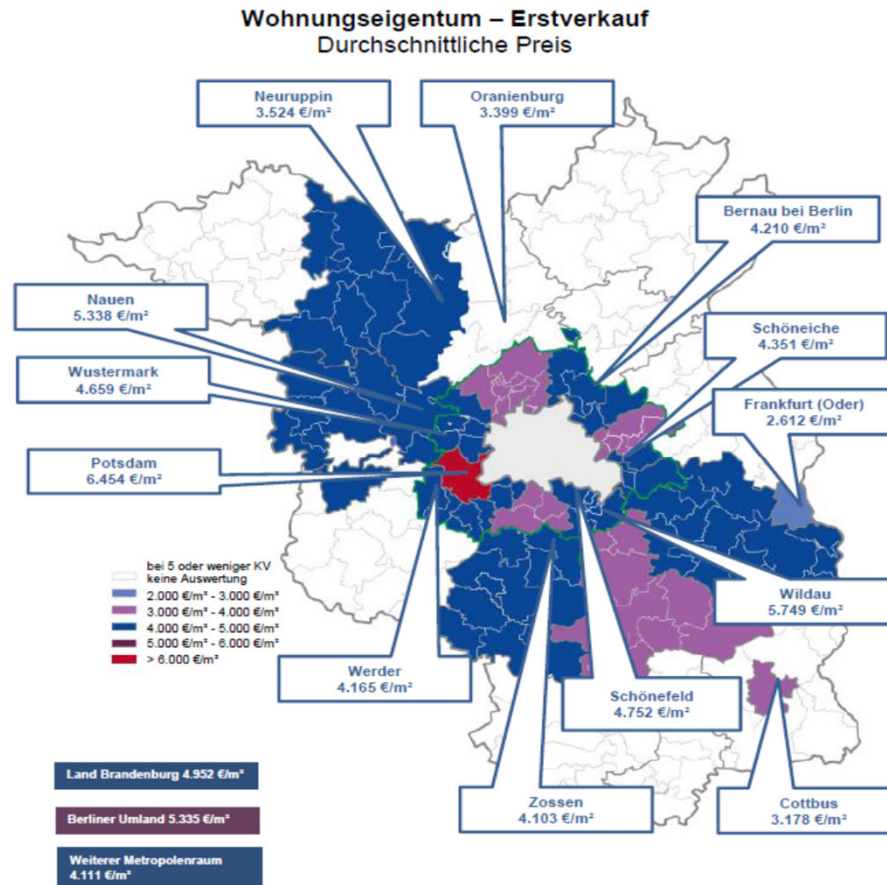 Wohnungseigentum – Erstverkauf
Durchschnittliche Preis
Neuruppin
3.524 €/m²
Oranienburg
3.399 €/m²
Bernau bei Berlin
4.210 €/m²
Nauen
5.338 €/m²
Schöneiche
4.351 €/m²
Wustermark
4.659 €/m²
Frankfurt (Oder)
2.612 €/m²
Potsdam
6.454 €/m²
bei 5 oder weniger KV
keine Auswertung
2.000 €/m² - 3.000 €/m²
3.000 €/m² - 4.000 €/m²
4.000 €/m² - 5.000 €/m²
5.000 €/m² - 6.000 €/m²
> 6.000 €/m²
Wildau
5.749 €/m²
Werder
4.165 €/m²
Schönefeld
4.752 €/m²
Land Brandenburg 4.952 €/m²
Berliner Umland 5.335 €/m²
Weiterer Metropolenraum
4.111 €/m²
Zossen
4.103 €/m²
Cottbus
3.178 €/m²